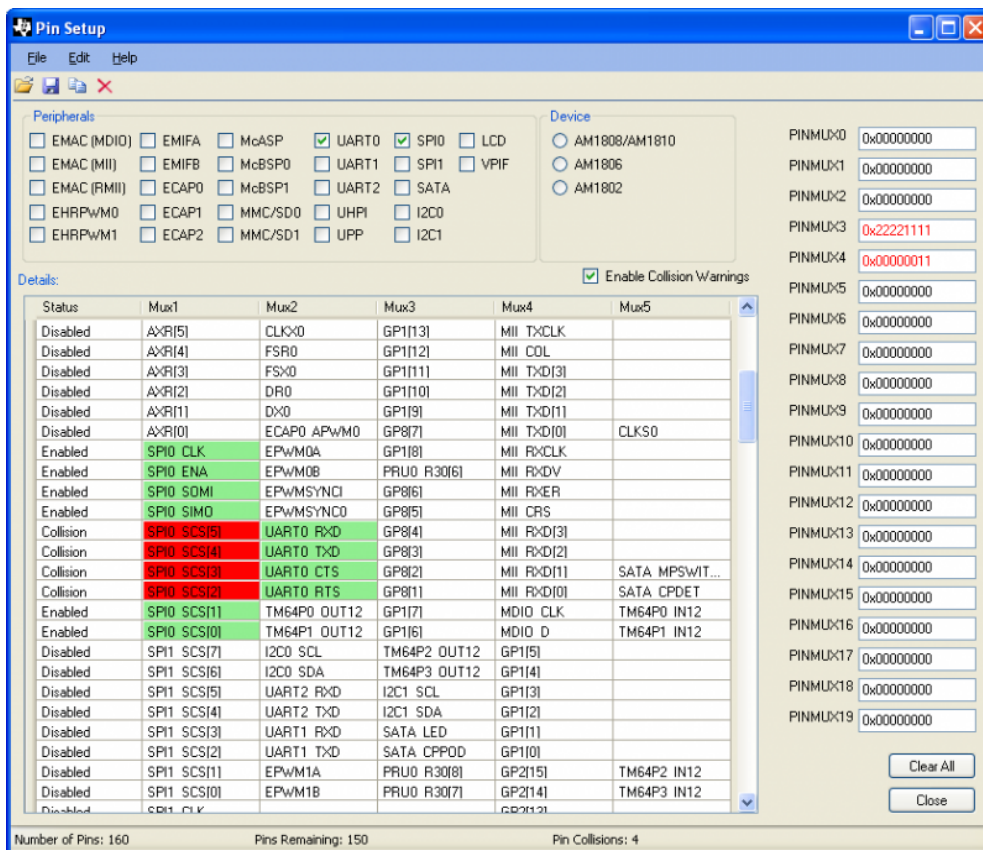 Pin Setup
File Edit Help
Peripherals
EMAC (MDIO) EMIFA McASP UART0 SPI0 LCD
EMAC (MII) EMIFB McBSP0 UART1 SPI1 VPIF
EMAC (RMII) ECAP0 McBSP1 UART2 SATA
EHRPWM0 ECAP1 MMC/SD0 UHPI I2C0
EHRPWM1 ECAP2 MMC/SD1 UPP I2C1
Device
AM1808/AM1810
AM1806
AM1802
Enable Collision Warnings
Details:
Status Mux1 Mux2 Mux3 Mux4 Mux5
Disabled AXR[5] CLKX0 GP1[13] MII TXCLK
Disabled AXR[4] FSR0 GP1[12] MII COL
Disabled AXR[3] FSX0 GP1[11] MII TXD[3]
Disabled AXR[2] DR0 GP1[10] MII TXD[2]
Disabled AXR[1] DX0 GP1[9] MII TXD[1]
Disabled AXR[0] ECAP0 APWM0 GP8[7] MII TXD[0] CLKS0
Enabled SPI0 CLK EPWM0A GP1[8] MII RXCLK
Enabled SPI0 ENA EPWM0B PRU0 R30[6] MII RXDV
Enabled SPI0 SOMI EPWMSYNCI GP8[6] MII RXER
Enabled SPI0 SIMO EPWMSYNC0 GP8[5] MII CRS
Collision SPI0 SCS[5] UART0 RXD GP8[4] MII RXD[3]
Collision SPI0 SCS[4] UART0 TXD GP8[3] MII RXD[2]
Collision SPI0 SCS[3] UART0 CTS GP8[2] MII RXD[1] SATA MPSWIT...
Collision SPI0 SCS[2] UART0 RTS GP8[1] MII RXD[0] SATA CPDET
Enabled SPI0 SCS[1] TM64P0 OUT12 GP1[7] MDIO CLK TM64P0 IN12
Enabled SPI0 SCS[0] TM64P1 OUT12 GP1[6] MDIO D TM64P1 IN12
Disabled SPI1 SCS[7] I2C0 SCL TM64P2 OUT12 GP1[5]
Disabled SPI1 SCS[6] I2C0 SDA TM64P3 OUT12 GP1[4]
Disabled SPI1 SCS[5] UART2 RXD I2C1 SCL GP1[3]
Disabled SPI1 SCS[4] UART2 TXD I2C1 SDA GP1[2]
Disabled SPI1 SCS[3] UART1 RXD SATA LED GP1[1]
Disabled SPI1 SCS[2] UART1 TXD SATA CPPOD GP1[0]
Disabled SPI1 SCS[1] EPWM1A PRU0 R30[8] GP2[15] TM64P2 IN12
Disabled SPI1 SCS[0] EPWM1B PRU0 R30[7] GP2[14] TM64P3 IN12
Disabled SPI1 CLK GP2[13]
PINMUX0 0x00000000
PINMUX1 0x00000000
PINMUX2 0x00000000
PINMUX3 0x22221111
PINMUX4 0x00000011
PINMUX5 0x00000000
PINMUX6 0x00000000
PINMUX7 0x00000000
PINMUX8 0x00000000
PINMUX9 0x00000000
PINMUX10 0x00000000
PINMUX11 0x00000000
PINMUX12 0x00000000
PINMUX13 0x00000000
PINMUX14 0x00000000
PINMUX15 0x00000000
PINMUX16 0x00000000
PINMUX17 0x00000000
PINMUX18 0x00000000
PINMUX19 0x00000000
Clear All
Close
Number of Pins: 160 Pins Remaining: 150 Pin Collisions: 4